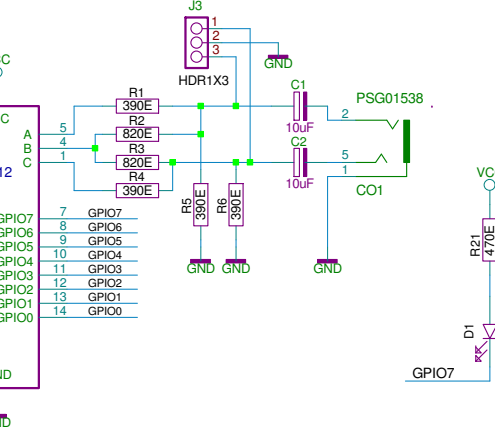 J3
1
2
3
HDR1X3
GND
C
C1
10uF
PSG01538
2
R1
390E
R2
820E
R3
820E
R4
390E
C
A 5
B 4
C 1
12
C2
10uF
5
1
CO1
R5
390E
R6
390E
GND
GND
GND
VC
R21
470E
D1
GPIO7
GPIO7 7 GPIO7
GPIO6 8 GPIO6
GPIO5 9 GPIO5
GPIO4 10 GPIO4
GPIO3 11 GPIO3
GPIO2 12 GPIO2
GPIO1 13 GPIO1
GPIO0 14 GPIO0
ND
ND